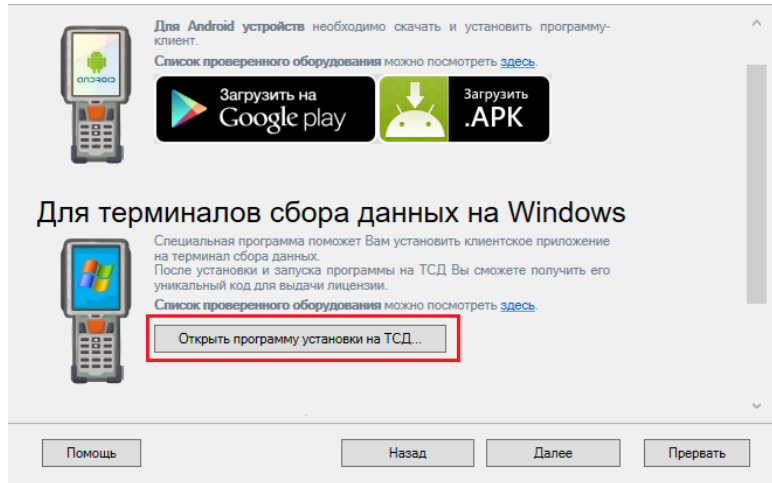 Для Android устройств необходимо скачать и установить программу-
клиент.
Список проверенного оборудования можно посмотреть здесь.
ANDROID
Загрузить на
Google play
Загрузить
.APK
Для терминалов сбора данных на Windows
Специальная программа поможет Вам установить клиентское приложение
на терминал сбора данных.
После установки и запуска программы на ТСД Вы сможете получить его
уникальный код для выдачи лицензии.
Список проверенного оборудования можно посмотреть здесь.
Открыть программу установки на ТСД...
Помощь
Назад
Далее
Прервать